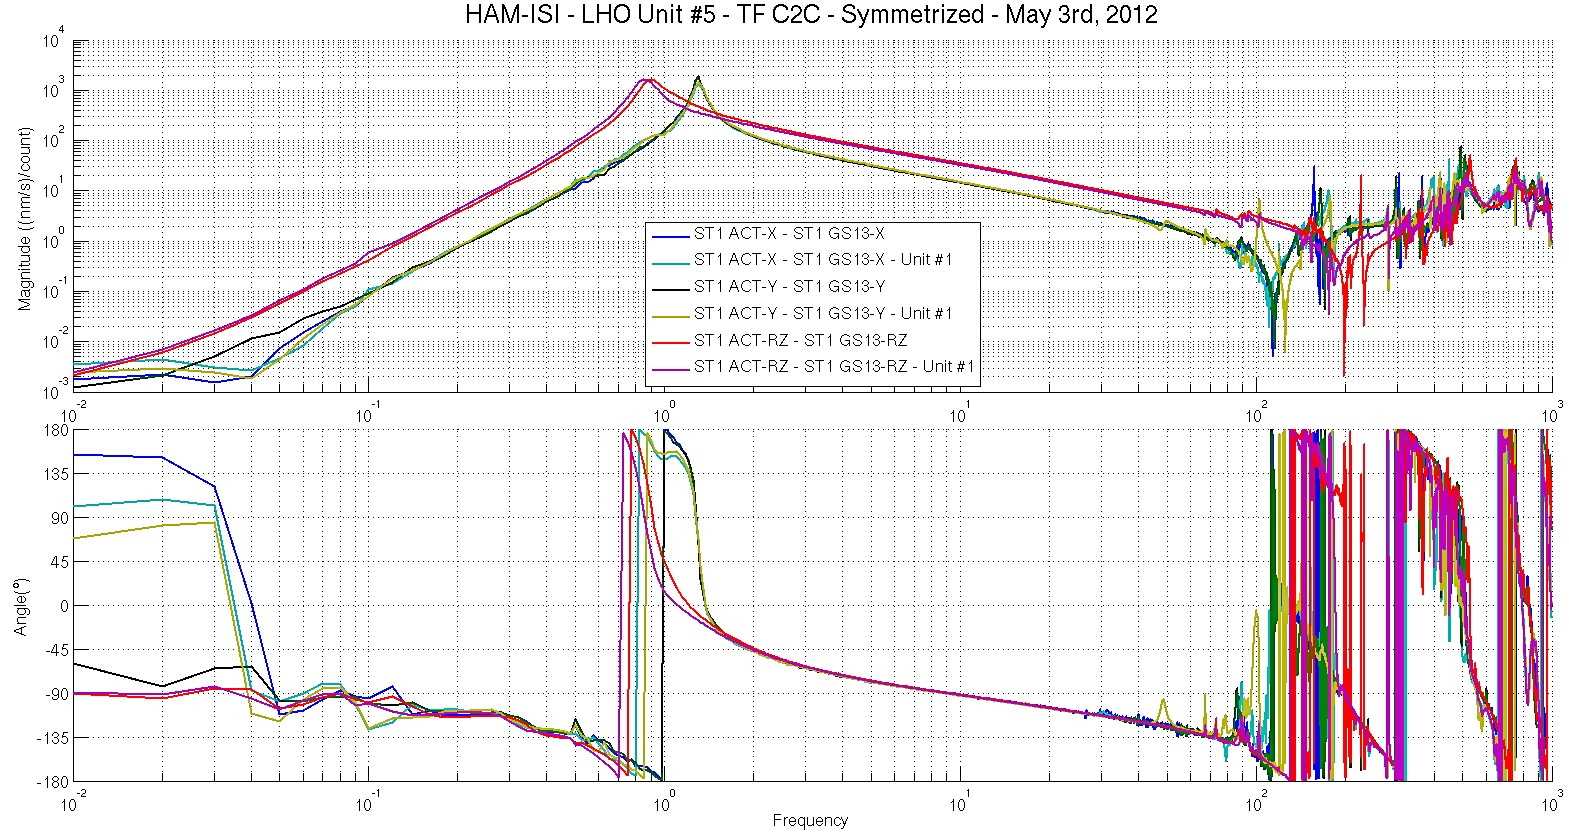 HAM-ISI - LHO Unit #5 - TF C2C - Symmetrized - May 3rd, 2012
Magnitude ((nm/s)/count)
10^4
10^3
10^2
10^1
10^0
10^-1
10^-2
10^-3
ST1 ACT-X - ST1 GS13-X
ST1 ACT-X - ST1 GS13-X - Unit #1
ST1 ACT-Y - ST1 GS13-Y
ST1 ACT-Y - ST1 GS13-Y - Unit #1
ST1 ACT-RZ - ST1 GS13-RZ
ST1 ACT-RZ - ST1 GS13-RZ - Unit #1
10^-2 10^-1 10^0 10^1 10^2 10^3
Angle(°)
180
135
90
45
0
-45
-90
-135
-180
10^-2 10^-1 10^0 10^1 10^2 10^3
Frequency